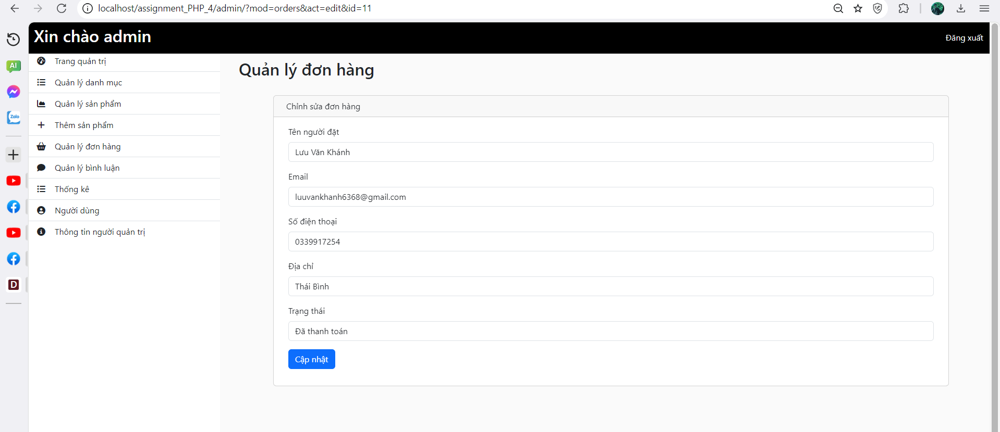 localhost/assignment_PHP_4/admin/?mod=orders&act=edit&id=11
Xin chào admin
Đăng xuất
AI
Zalo
D
Trang quản trị
Quản lý danh mục
Quản lý sản phẩm
Thêm sản phẩm
Quản lý đơn hàng
Quản lý bình luận
Thống kê
Người dùng
Thông tin người quản trị
Quản lý đơn hàng
Chỉnh sửa đơn hàng
Tên người đặt
Lưu Văn Khánh
Email
luuvankhanh6368@gmail.com
Số điện thoại
0339917254
Địa chỉ
Thái Bình
Trạng thái
Đã thanh toán
Cập nhật